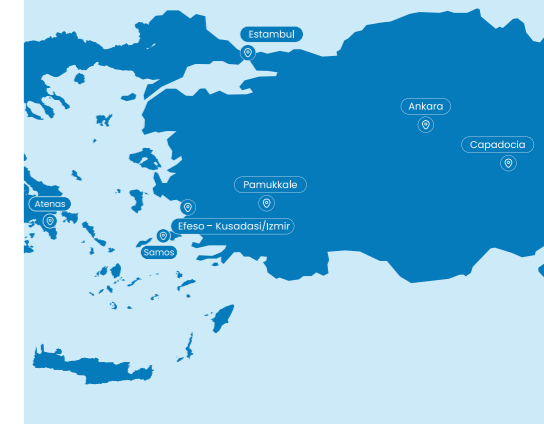 Estambul
Ankara
Capadocia
Pamukkale
Atenas
Efeso – Kusadasi/Izmir
Samos